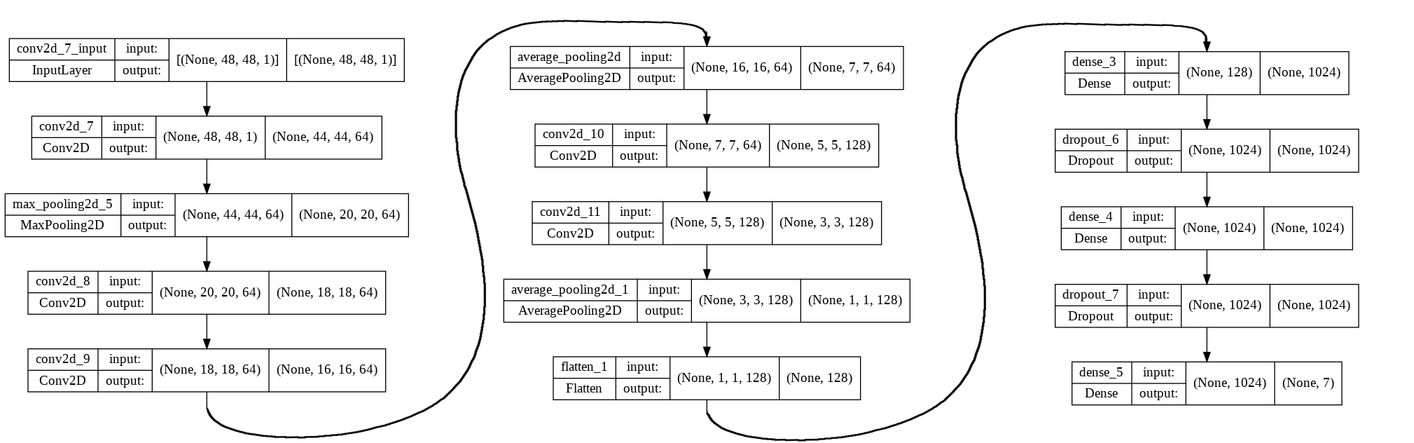 conv2d_7_input input: [(None, 48, 48, 1)] [(None, 48, 48, 1)]
InputLayer output:
conv2d_7 input: (None, 48, 48, 1) (None, 44, 44, 64)
Conv2D output:
max_pooling2d_5 input: (None, 44, 44, 64) (None, 20, 20, 64)
MaxPooling2D output:
conv2d_8 input: (None, 20, 20, 64) (None, 18, 18, 64)
Conv2D output:
conv2d_9 input: (None, 18, 18, 64) (None, 16, 16, 64)
Conv2D output:
average_pooling2d input: (None, 16, 16, 64) (None, 7, 7, 64)
AveragePooling2D output:
conv2d_10 input: (None, 7, 7, 64) (None, 5, 5, 128)
Conv2D output:
conv2d_11 input: (None, 5, 5, 128) (None, 3, 3, 128)
Conv2D output:
average_pooling2d_1 input: (None, 3, 3, 128) (None, 1, 1, 128)
AveragePooling2D output:
flatten_1 input: (None, 1, 1, 128) (None, 128)
Flatten output:
dense_3 input: (None, 128) (None, 1024)
Dense output:
dropout_6 input: (None, 1024) (None, 1024)
Dropout output:
dense_4 input: (None, 1024) (None, 1024)
Dense output:
dropout_7 input: (None, 1024) (None, 1024)
Dropout output:
dense_5 input: (None, 1024) (None, 7)
Dense output: